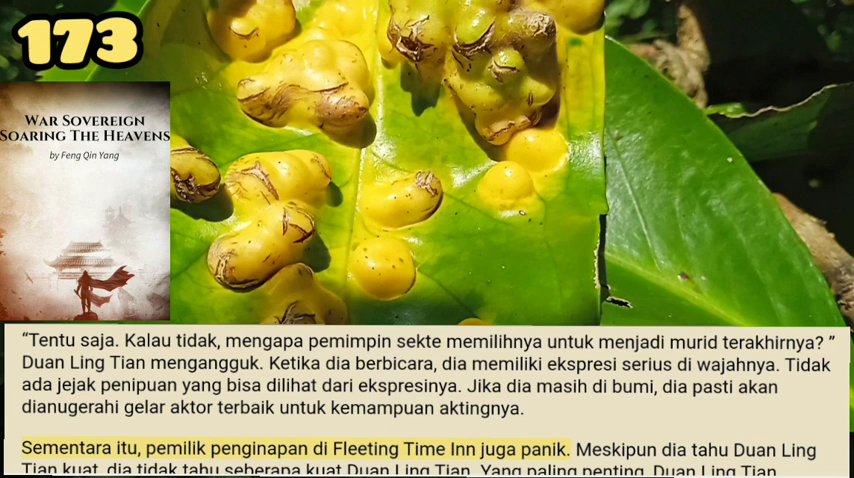 173
WAR SOVEREIGN
SOARING THE HEAVENS
by Feng Qin Yang
“Tentu saja. Kalau tidak, mengapa pemimpin sekte memilihnya untuk menjadi murid terakhirnya? ”
Duan Ling Tian mengangguk. Ketika dia berbicara, dia memiliki ekspresi serius di wajahnya. Tidak
ada jejak penipuan yang bisa dilihat dari ekspresinya. Jika dia masih di bumi, dia pasti akan
dianugerahi gelar aktor terbaik untuk kemampuan aktingnya.
Sementara itu, pemilik penginapan di Fleeting Time Inn juga panik. Meskipun dia tahu Duan Ling
Tian kuat, dia tidak tahu seberapa kuat Duan Ling Tian. Yang paling penting, Duan Ling Tian